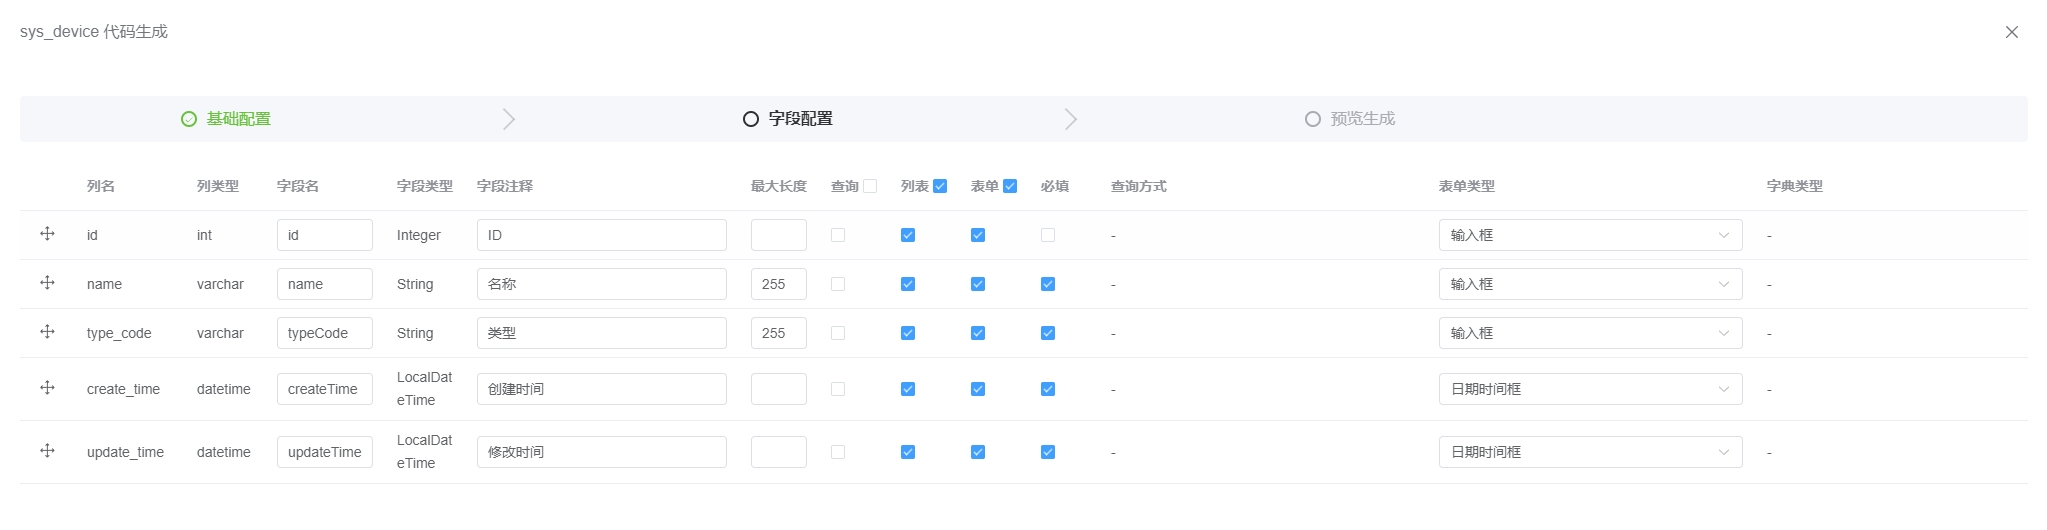 sys_device 代码生成
基础配置 字段配置 预览生成
列名 列类型 字段名 字段类型 字段注释 最大长度 查询 列表 表单 必填 查询方式 表单类型 字典类型
id int id Integer ID - 输入框 -
name varchar name String 名称 255 - 输入框 -
type_code varchar typeCode String 类型 255 - 输入框 -
create_time datetime createTime LocalDat
eTime 创建时间 - 日期时间框 -
update_time datetime updateTime LocalDat
eTime 修改时间 - 日期时间框 -